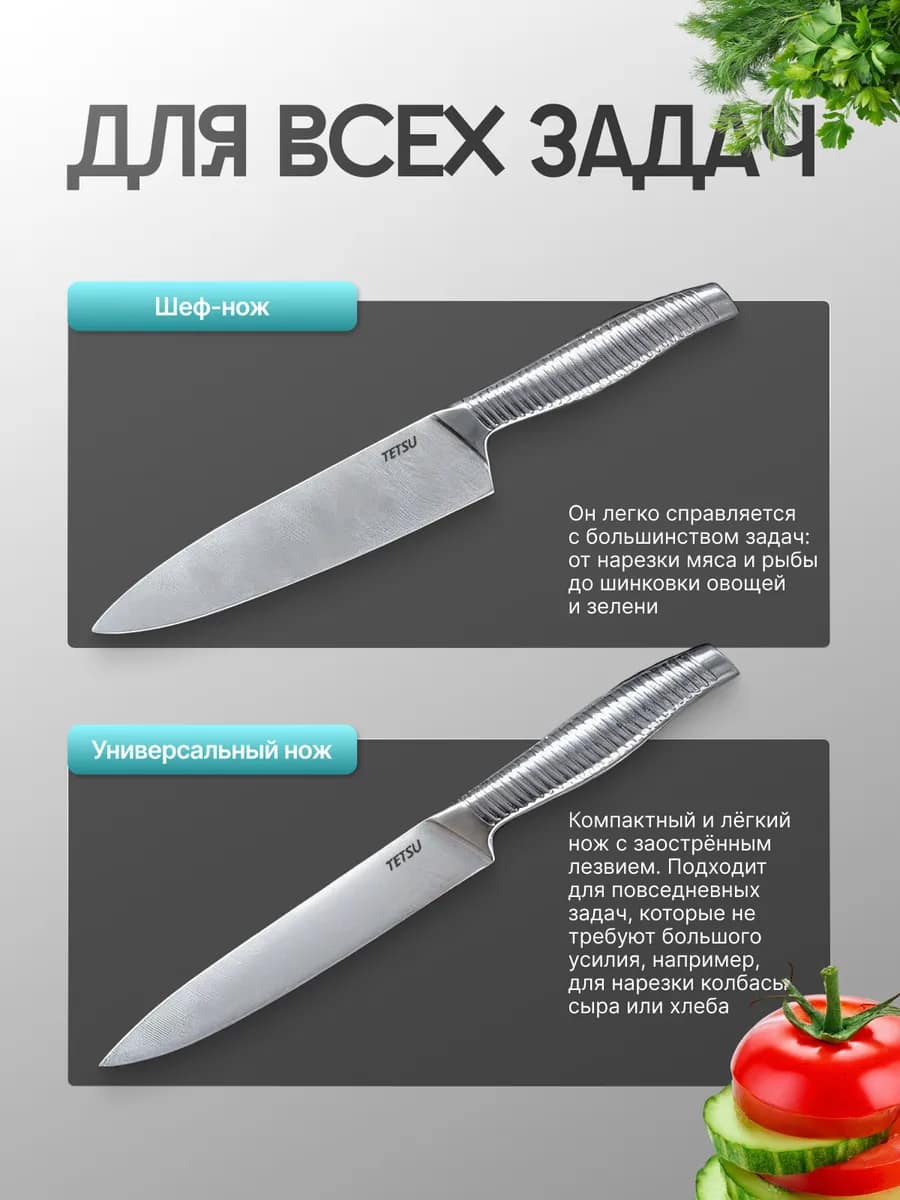 ДЛЯ ВСЕХ ЗАДАЧ
Шеф-нож
TETSU
Он легко справляется
с большинством задач:
от нарезки мяса и рыбы
до шинковки овощей
и зелени
Универсальный нож
TETSU
Компактный и лёгкий
нож с заострённым
лезвием. Подходит
для повседневных
задач, которые не
требуют большого
усилия, например,
для нарезки колбасы
сыра или хлеба